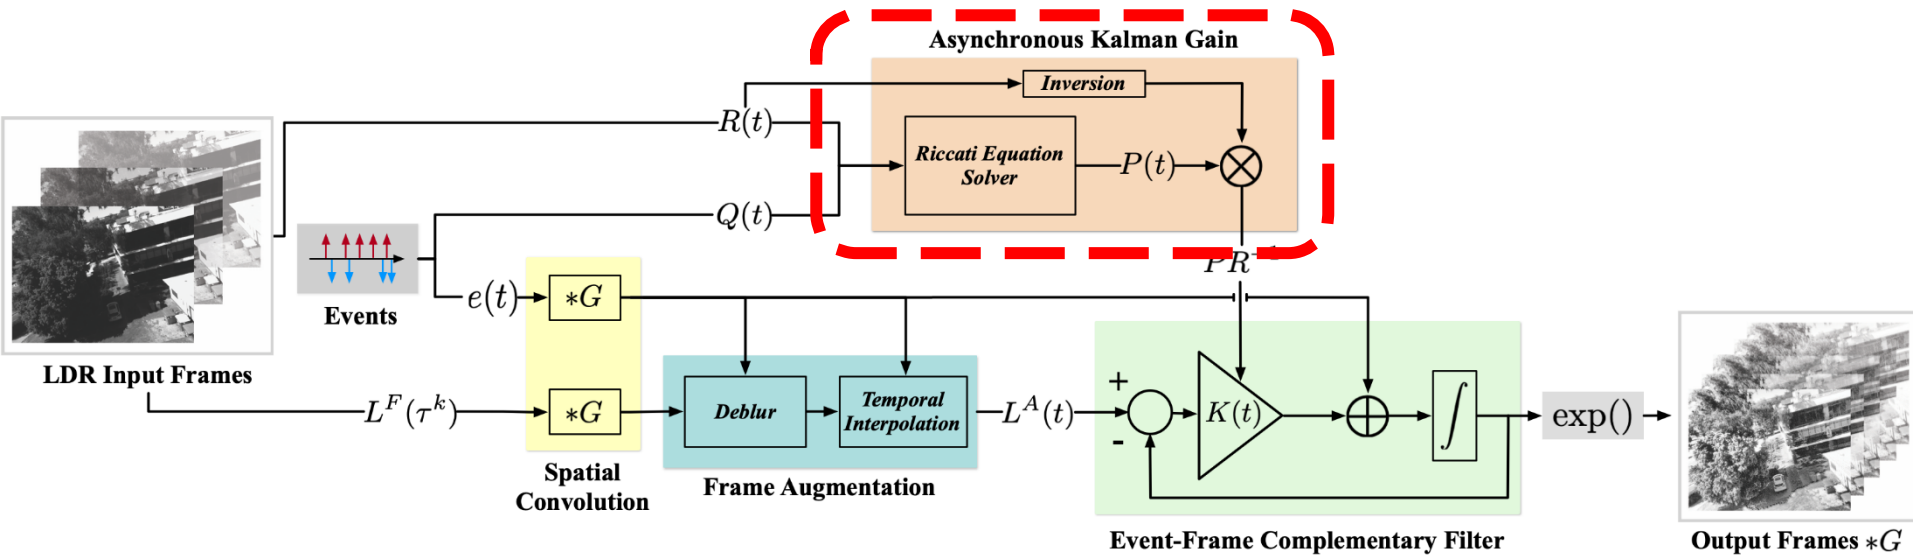 Asynchronous Kalman Gain
Inversion
R(t)
Riccati Equation
Solver
P(t)
Q(t)
PR
Events
e(t)
*G
LDR Input Frames
L^F(τ^k)
*G
Deblur
Temporal
Interpolation
L^A(t)
+
-
K(t)
∫
exp()
Spatial
Convolution
Frame Augmentation
Event-Frame Complementary Filter
Output Frames *G